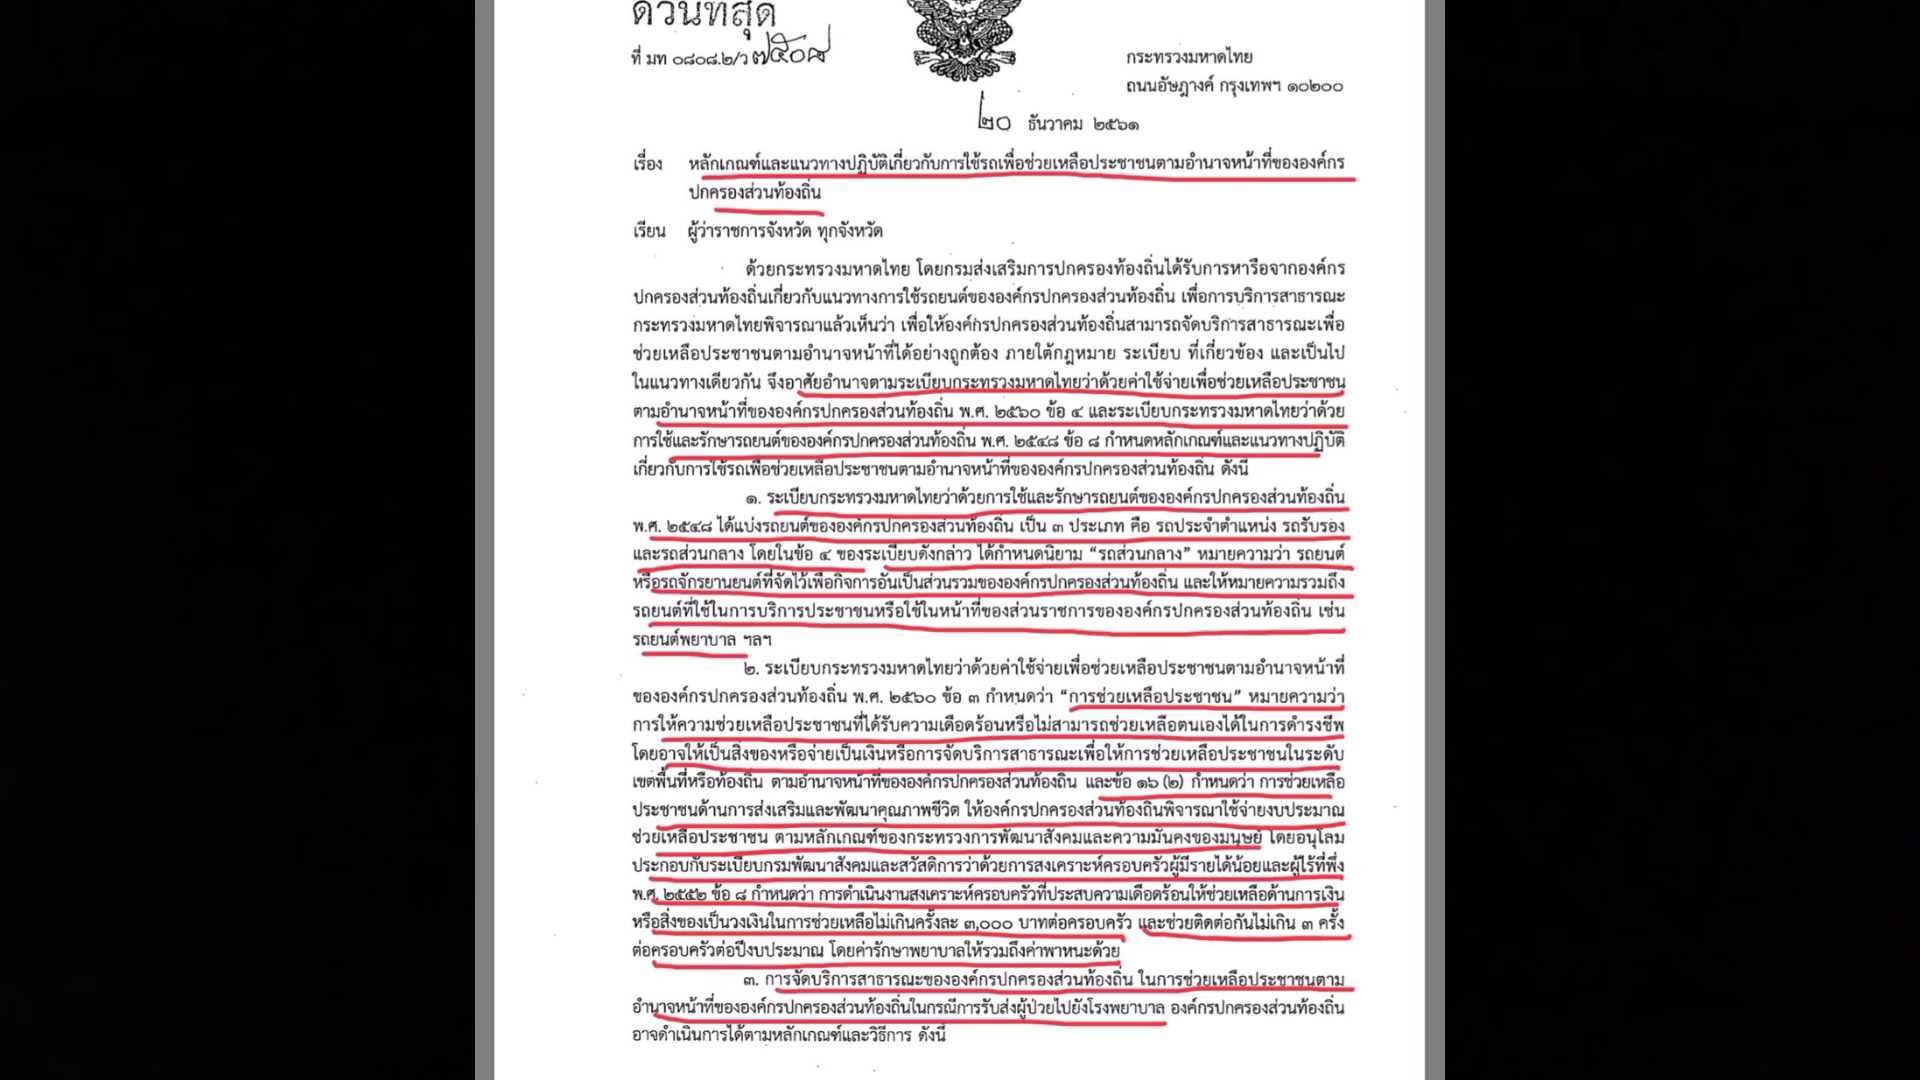 ด่วนที่สุด
ที่ มท ๐๘๐๘.๒/ว ๗๕๐๘
กระทรวงมหาดไทย
ถนนอัษฎางค์ กรุงเทพฯ ๑๐๒๐๐
๒๐ ธันวาคม ๒๕๖๑
เรื่อง หลักเกณฑ์และแนวทางปฏิบัติเกี่ยวกับการใช้รถเพื่อช่วยเหลือประชาชนตามอำนาจหน้าที่ขององค์กร
ปกครองส่วนท้องถิ่น
เรียน ผู้ว่าราชการจังหวัด ทุกจังหวัด
ด้วยกระทรวงมหาดไทย โดยกรมส่งเสริมการปกครองท้องถิ่นได้รับการหารือจากองค์กร
ปกครองส่วนท้องถิ่นเกี่ยวกับแนวทางการใช้รถยนต์ขององค์กรปกครองส่วนท้องถิ่น เพื่อการบริการสาธารณะ
กระทรวงมหาดไทยพิจารณาแล้วเห็นว่า เพื่อให้องค์กรปกครองส่วนท้องถิ่นสามารถจัดบริการสาธารณะเพื่อ
ช่วยเหลือประชาชนตามอำนาจหน้าที่ได้อย่างถูกต้อง ภายใต้กฎหมาย ระเบียบ ที่เกี่ยวข้อง และเป็นไป
ในแนวทางเดียวกัน จึงอาศัยอำนาจตามระเบียบกระทรวงมหาดไทยว่าด้วยค่าใช้จ่ายเพื่อช่วยเหลือประชาชน
ตามอำนาจหน้าที่ขององค์กรปกครองส่วนท้องถิ่น พ.ศ. ๒๕๖๐ ข้อ ๔ และระเบียบกระทรวงมหาดไทยว่าด้วย
การใช้และรักษารถยนต์ขององค์กรปกครองส่วนท้องถิ่น พ.ศ. ๒๕๔๘ ข้อ ๘ กำหนดหลักเกณฑ์และแนวทางปฏิบัติ
เกี่ยวกับการใช้รถเพื่อช่วยเหลือประชาชนตามอำนาจหน้าที่ขององค์กรปกครองส่วนท้องถิ่น ดังนี้
๑. ระเบียบกระทรวงมหาดไทยว่าด้วยการใช้และรักษารถยนต์ขององค์กรปกครองส่วนท้องถิ่น
พ.ศ. ๒๕๔๘ ได้แบ่งรถยนต์ขององค์กรปกครองส่วนท้องถิ่น เป็น ๓ ประเภท คือ รถประจำตำแหน่ง รถรับรอง
และรถส่วนกลาง โดยในข้อ ๔ ของระเบียบดังกล่าว ได้กำหนดนิยาม “รถส่วนกลาง” หมายความว่า รถยนต์
หรือรถจักรยานยนต์ที่จัดไว้เพื่อกิจการอันเป็นส่วนรวมขององค์กรปกครองส่วนท้องถิ่น และให้หมายความรวมถึง
รถยนต์ที่ใช้ในการบริการประชาชนหรือใช้ในหน้าที่ของส่วนราชการขององค์กรปกครองส่วนท้องถิ่น เช่น
รถยนต์พยาบาล ฯลฯ
๒. ระเบียบกระทรวงมหาดไทยว่าด้วยค่าใช้จ่ายเพื่อช่วยเหลือประชาชนตามอำนาจหน้าที่
ขององค์กรปกครองส่วนท้องถิ่น พ.ศ. ๒๕๖๐ ข้อ ๓ กำหนดว่า “การช่วยเหลือประชาชน” หมายความว่า
การให้ความช่วยเหลือประชาชนที่ได้รับความเดือดร้อนหรือไม่สามารถช่วยเหลือตนเองได้ในการดำรงชีพ
โดยอาจให้เป็นสิ่งของหรือจ่ายเป็นเงินหรือการจัดบริการสาธารณะเพื่อให้การช่วยเหลือประชาชนในระดับ
เขตพื้นที่หรือท้องถิ่น ตามอำนาจหน้าที่ขององค์กรปกครองส่วนท้องถิ่น และข้อ ๑๖ (๒) กำหนดว่า การช่วยเหลือ
ประชาชนด้านการส่งเสริมและพัฒนาคุณภาพชีวิต ให้องค์กรปกครองส่วนท้องถิ่นพิจารณาใช้จ่ายงบประมาณ
ช่วยเหลือประชาชน ตามหลักเกณฑ์ของกระทรวงการพัฒนาสังคมและความมั่นคงของมนุษย์ โดยอนุโลม
ประกอบกับระเบียบกรมพัฒนาสังคมและสวัสดิการว่าด้วยการสงเคราะห์ครอบครัวผู้มีรายได้น้อยและผู้ไร้ที่พึ่ง
พ.ศ. ๒๕๕๒ ข้อ ๘ กำหนดว่า การดำเนินงานสงเคราะห์ครอบครัวที่ประสบความเดือดร้อนให้ช่วยเหลือด้านการเงิน
หรือสิ่งของเป็นวงเงินในการช่วยเหลือไม่เกินครั้งละ ๓,๐๐๐ บาทต่อครอบครัว และช่วยติดต่อกันไม่เกิน ๓ ครั้ง
ต่อครอบครัวต่อปีงบประมาณ โดยค่ารักษาพยาบาลให้รวมถึงค่าพาหนะด้วย
๓. การจัดบริการสาธารณะขององค์กรปกครองส่วนท้องถิ่น ในการช่วยเหลือประชาชนตาม
อำนาจหน้าที่ขององค์กรปกครองส่วนท้องถิ่นในกรณีการรับส่งผู้ป่วยไปยังโรงพยาบาล องค์กรปกครองส่วนท้องถิ่น
อาจดำเนินการได้ตามหลักเกณฑ์และวิธีการ ดังนี้